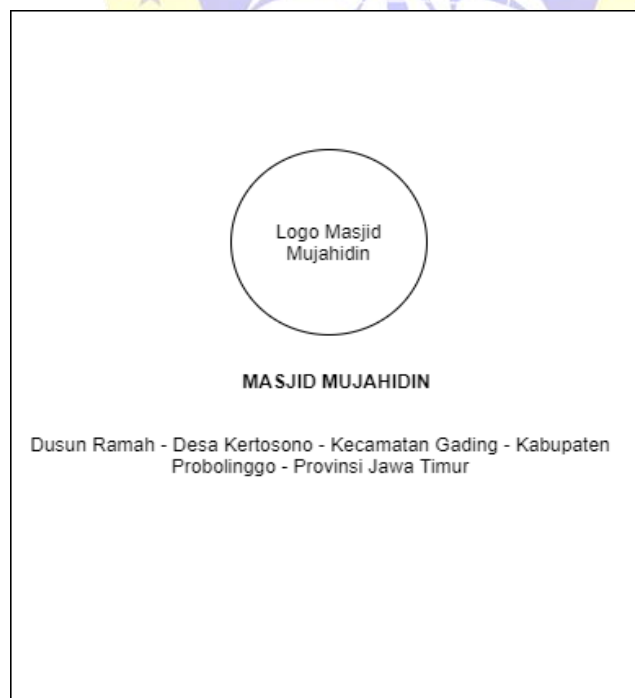 Logo Masjid
Mujahidin
MASJID MUJAHIDIN
Dusun Ramah - Desa Kertosono - Kecamatan Gading - Kabupaten
Probolinggo - Provinsi Jawa Timur